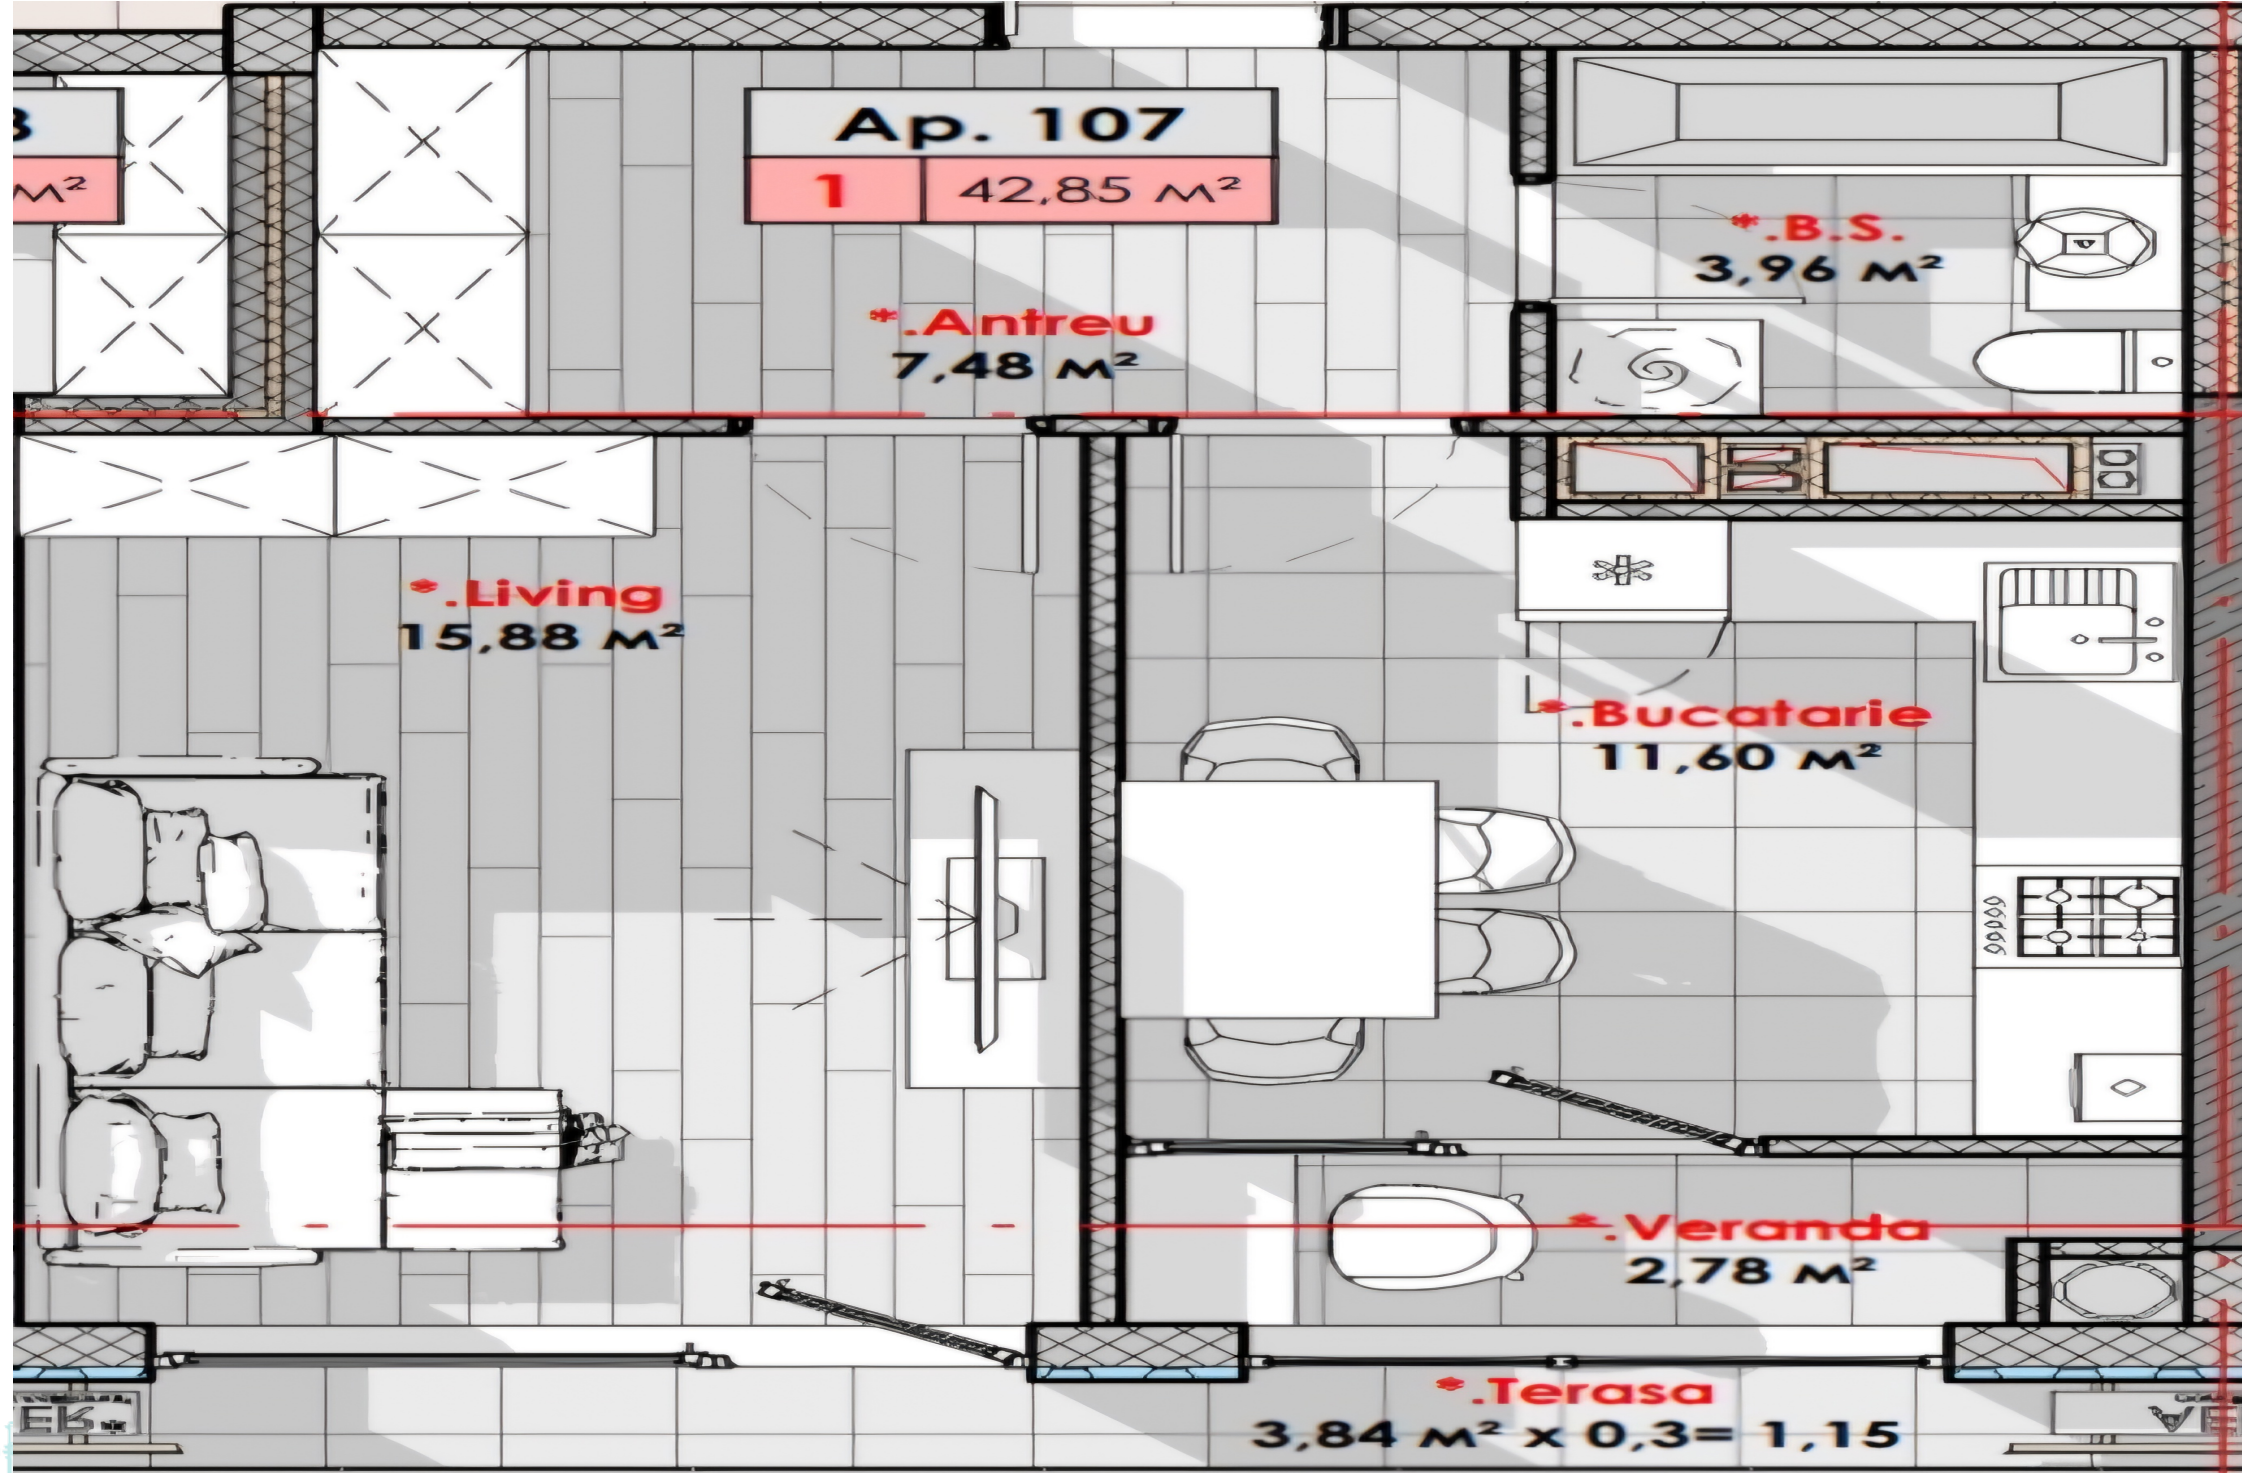 Ap. 107
1 42,85 м²
м²
*.B.S.
3,96 м²
*.Antreu
7,48 м²
*.Living
15,88 м²
*.Bucatarie
11,60 м²
*.Veranda
2,78 м²
*.Terasa
3,84 м² x 0,3= 1,15